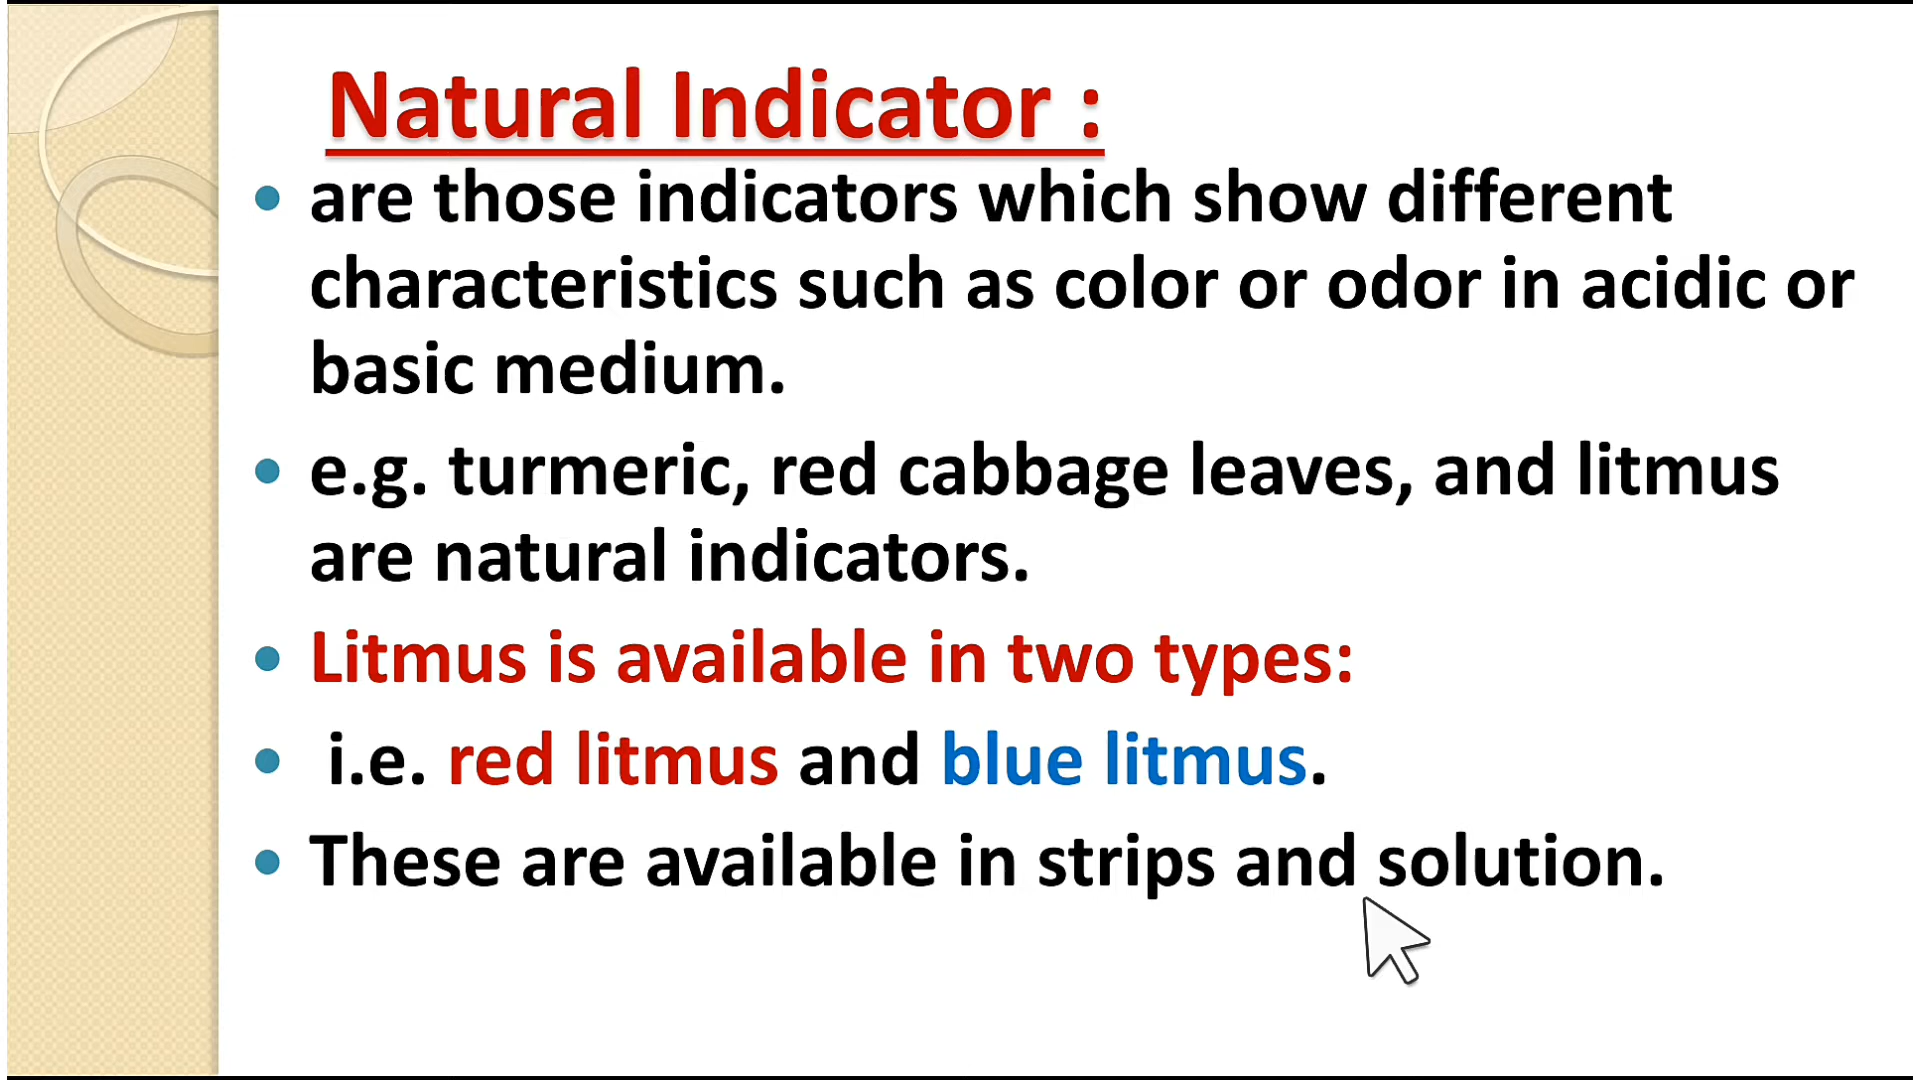 Natural Indicator :
• are those indicators which show different
characteristics such as color or odor in acidic or
basic medium.
• e.g. turmeric, red cabbage leaves, and litmus
are natural indicators.
• Litmus is available in two types:
• i.e. red litmus and blue litmus.
• These are available in strips and solution.